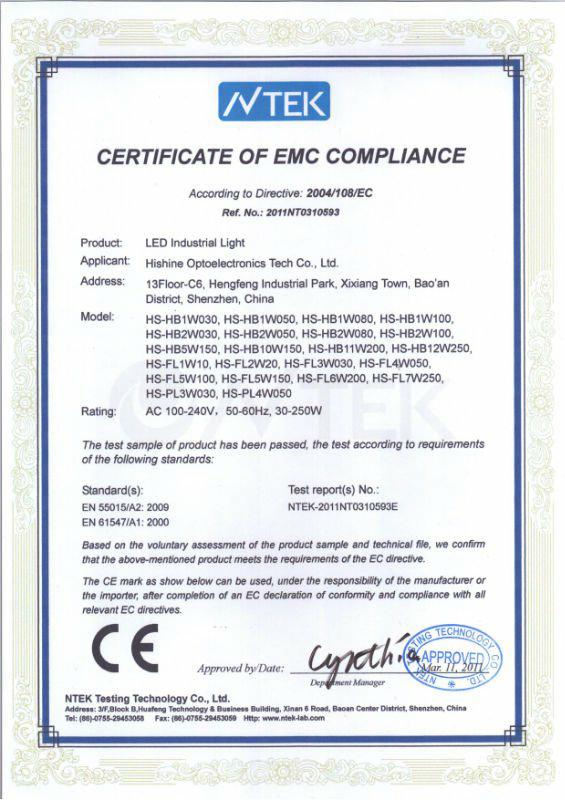 NTEK
CERTIFICATE OF EMC COMPLIANCE
According to Directive: 2004/108/EC
Ref. No.: 2011NT0310593
Product: LED Industrial Light
Applicant: Hishine Optoelectronics Tech Co., Ltd.
Address: 13Floor-C6, Hengfeng Industrial Park, Xixiang Town, Bao'an
District, Shenzhen, China
Model: HS-HB1W030, HS-HB1W050, HS-HB1W080, HS-HB1W100,
HS-HB2W030, HS-HB2W050, HS-HB2W080, HS-HB2W100,
HS-HB5W150, HS-HB10W150, HS-HB11W200, HS-HB12W250,
HS-FL1W10, HS-FL2W20, HS-FL3W030, HS-FL4W050,
HS-FL5W100, HS-FL5W150, HS-FL6W200, HS-FL7W250,
HS-PL3W030, HS-PL4W050
Rating: AC 100-240V, 50-60Hz, 30-250W
The test sample of product has been passed, the test according to requirements
of the following standards:
Standard(s): Test report(s) No.:
EN 55015/A2: 2009 NTEK-2011NT0310593E
EN 61547/A1: 2000
Based on the voluntary assessment of the product sample and technical file, we confirm
that the above-mentioned product meets the requirements of the EC directive.
The CE mark as show below can be used, under the responsibility of the manufacturer or
the importer, after completion of an EC declaration of conformity and compliance with all
relevant EC directives.
CE
Approved by/Date: Cynthia Mar. 11, 2011
Department Manager
NTEK TESTING TECHNOLOGY CO., LTD.
APPROVED
NTEK Testing Technology Co., Ltd.
Address: 3/F,Block B,Huafeng Technology & Business Building, Xinan 6 Road, Baoan Center District, Shenzhen, China
Tel: (86)-0755-29453058 Fax: (86)-0755-29453059 Http: www.ntek-lab.com